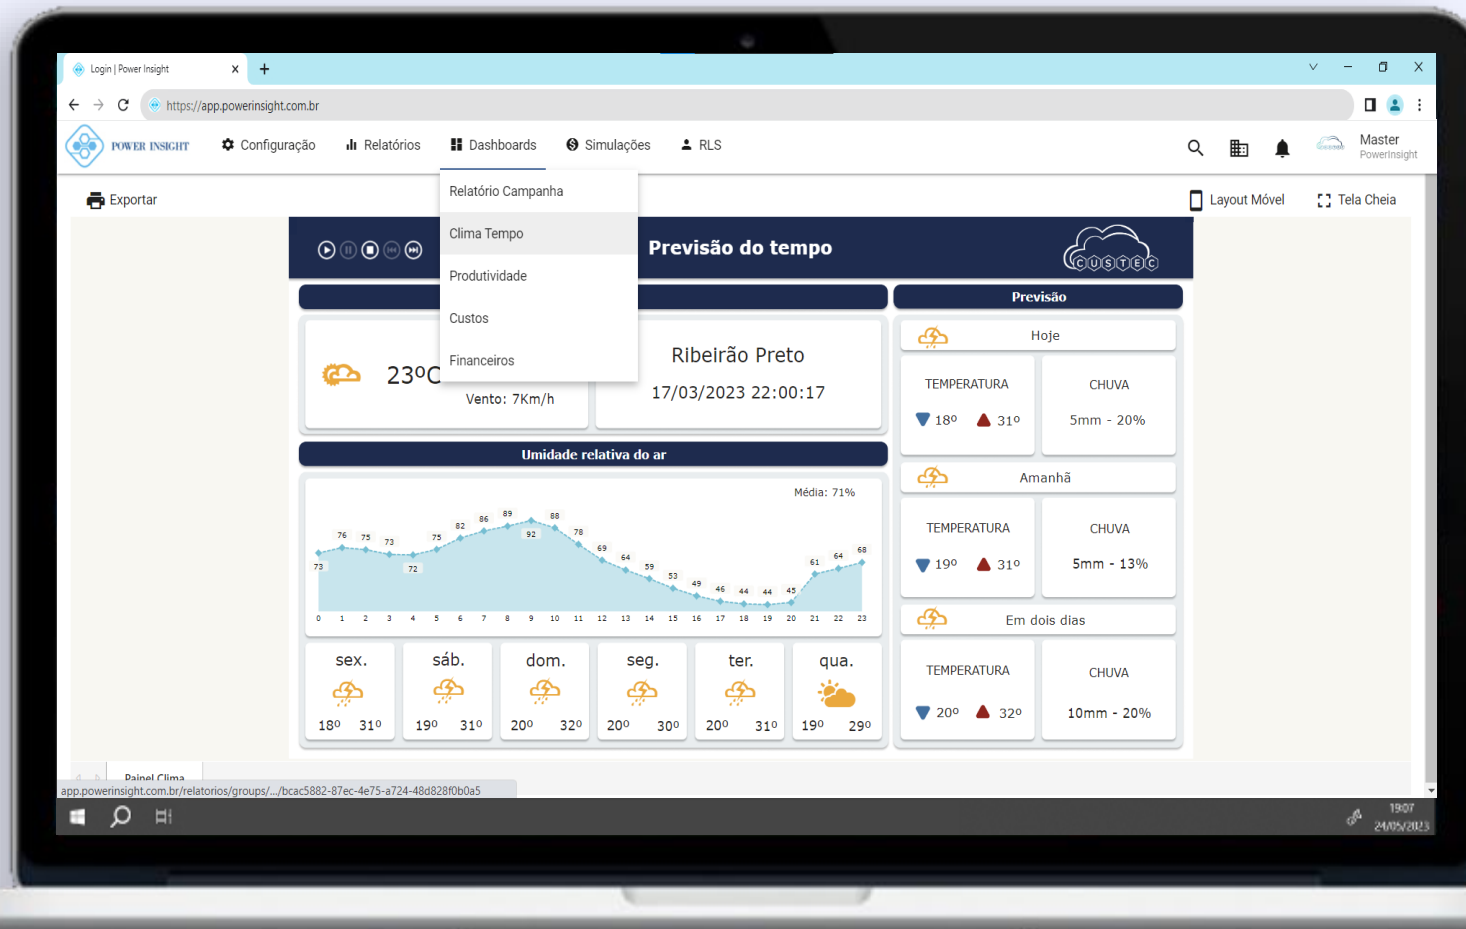 Login | Power Insight
https://app.powerinsight.com.br
POWER INSIGHT Configuração Relatórios Dashboards Simulações RLS Master
PowerInsight
Exportar Layout Móvel Tela Cheia
Relatório Campanha
Clima Tempo
Produtividade
Custos
Financeiros
Previsão do tempo
CUSTEC
23ºC
Vento: 7Km/h
Ribeirão Preto
17/03/2023 22:00:17
Umidade relativa do ar
Média: 71%
73 76 75 73 72 75 82 86 89 92 88 78 69 64 59 53 49 46 44 44 45 61 64 68
0 1 2 3 4 5 6 7 8 9 10 11 12 13 14 15 16 17 18 19 20 21 22 23
sex. sáb. dom. seg. ter. qua.
18º 31º 19º 31º 20º 32º 20º 30º 20º 31º 19º 29º
Previsão
Hoje
TEMPERATURA CHUVA
18º 31º 5mm - 20%
Amanhã
TEMPERATURA CHUVA
19º 31º 5mm - 13%
Em dois dias
TEMPERATURA CHUVA
20º 32º 10mm - 20%
Painel Clima
app.powerinsight.com.br/relatorios/groups/.../bcac5882-87ec-4e75-a724-48d828f0b0a5
19:07
24/05/2023